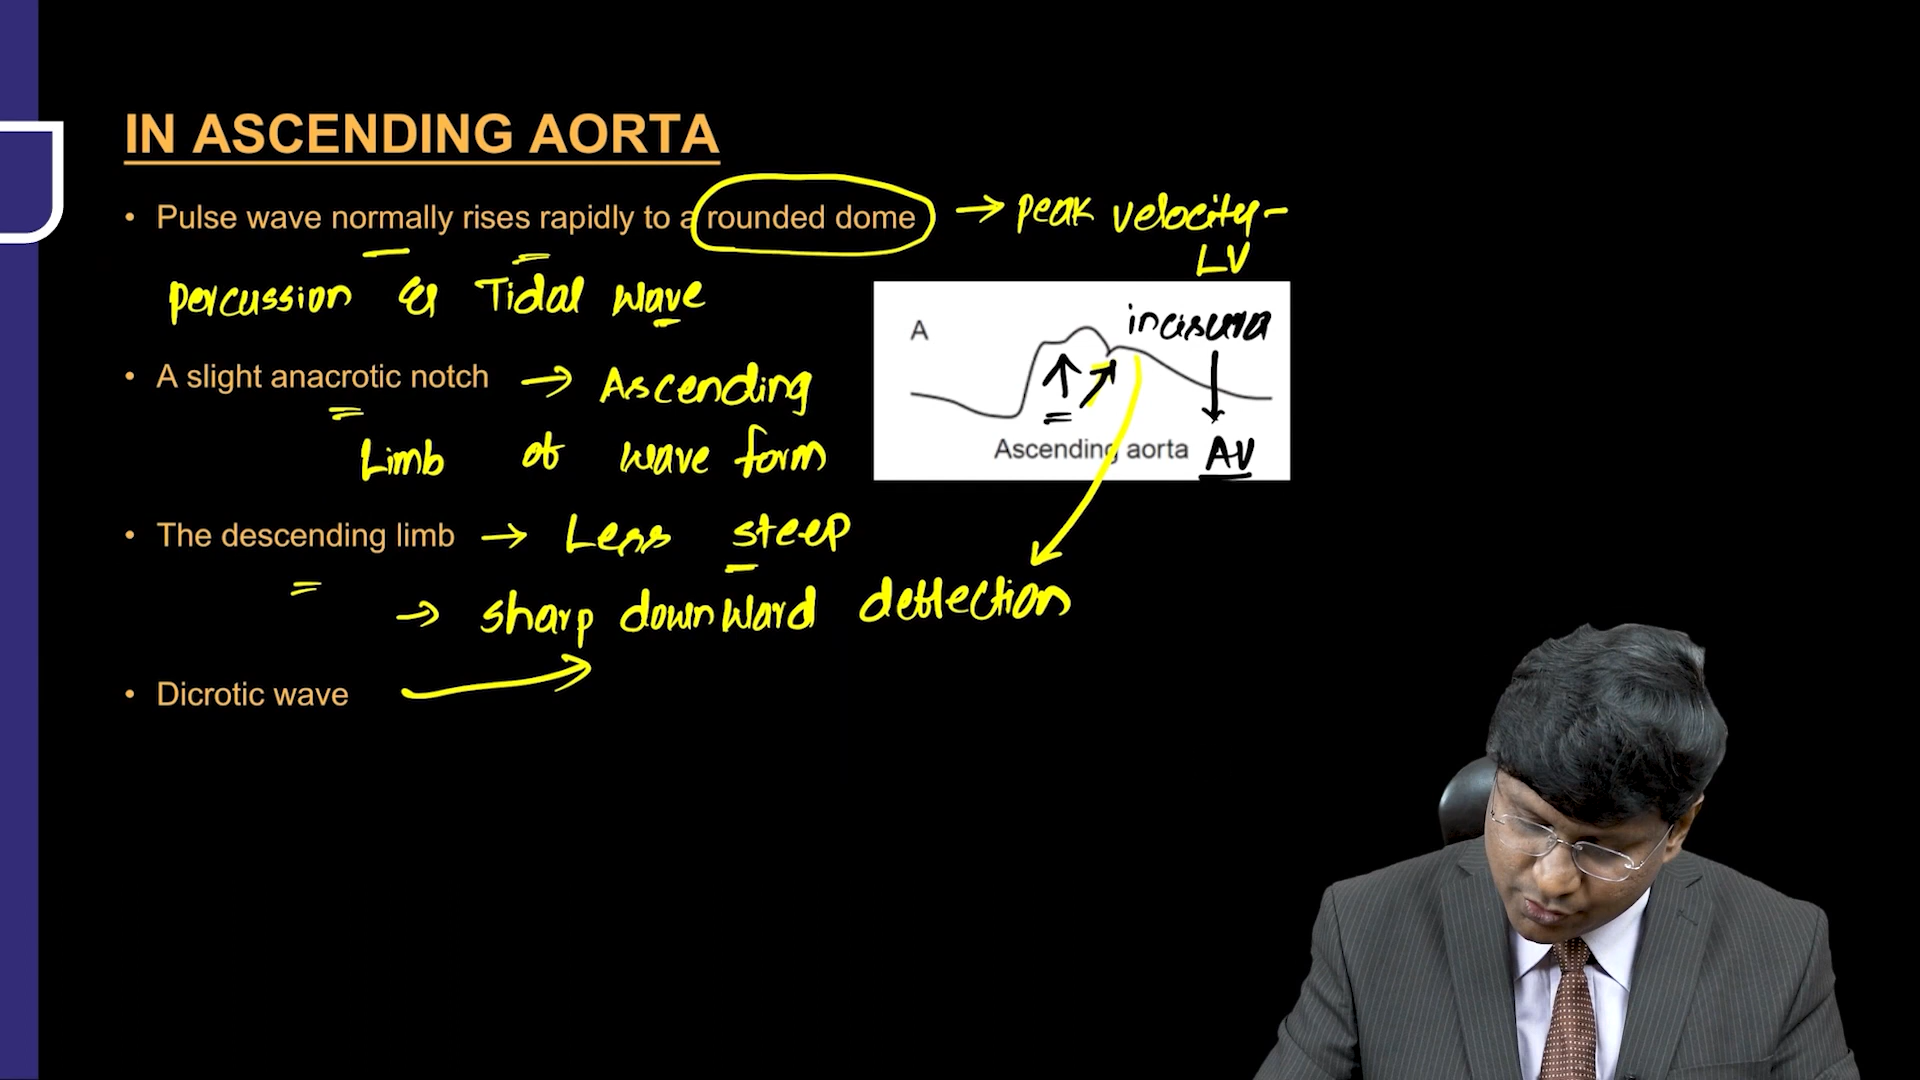 IN ASCENDING AORTA
• Pulse wave normally rises rapidly to a rounded dome → peak velocity -
LV
percussion & Tidal wave
A
incisura
• A slight anacrotic notch → Ascending
Limb of wave form
Ascending aorta AV
• The descending limb → Less steep
→ sharp downward deflection
• Dicrotic wave →